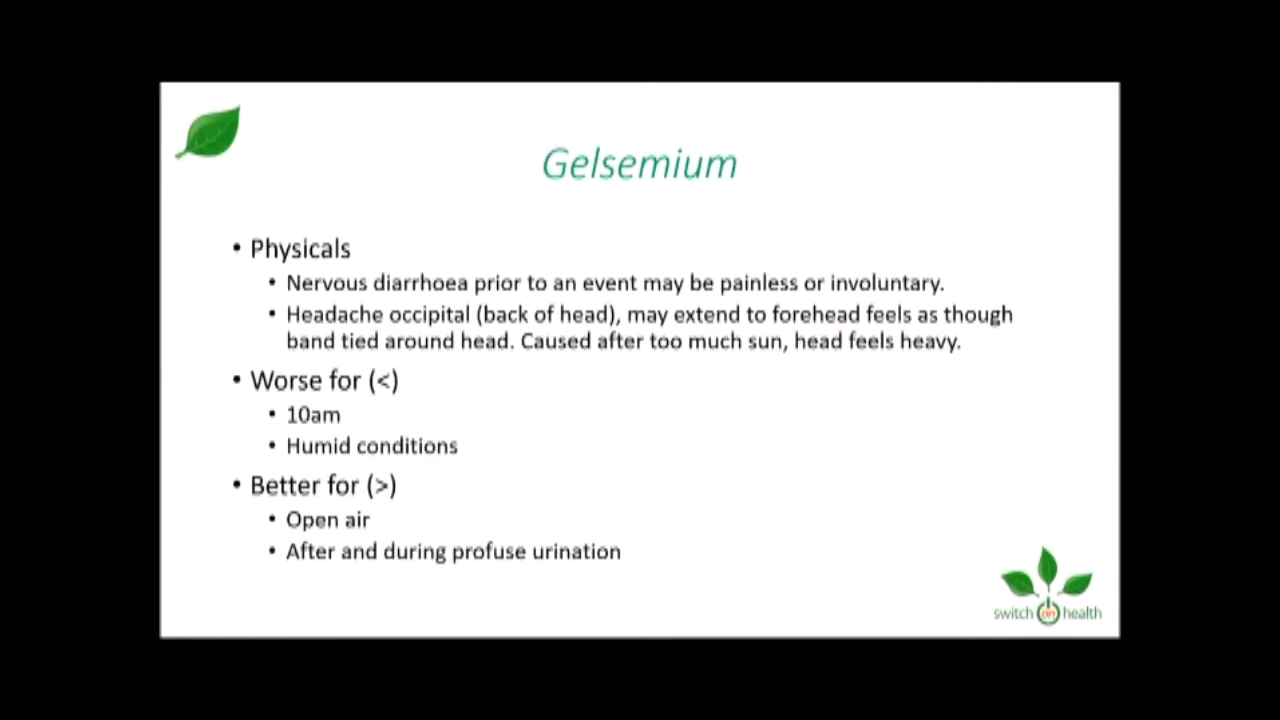 Gelsemium
• Physicals
• Nervous diarrhoea prior to an event may be painless or involuntary.
• Headache occipital (back of head), may extend to forehead feels as though
band tied around head. Caused after too much sun, head feels heavy.
• Worse for (<)
• 10am
• Humid conditions
• Better for (>)
• Open air
• After and during profuse urination
switch on health